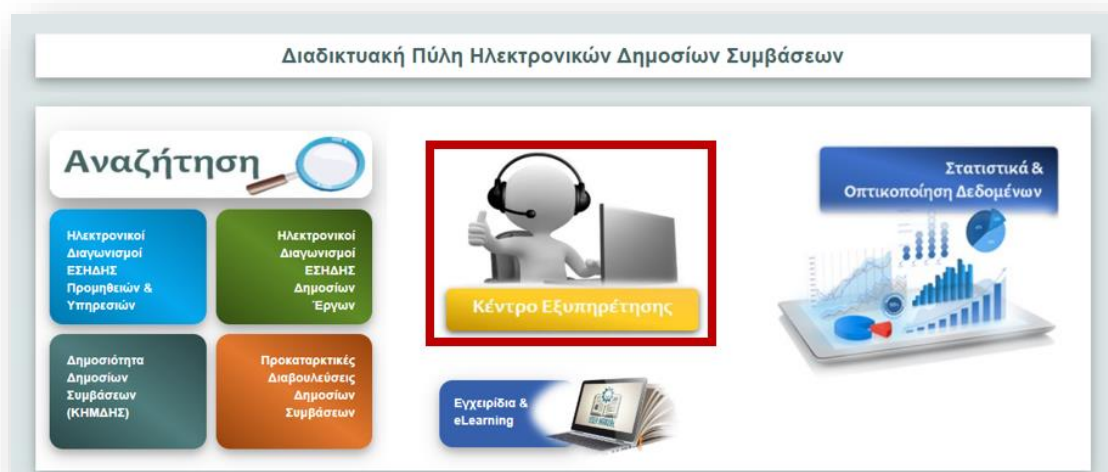 Διαδικτυακή Πύλη Ηλεκτρονικών Δημοσίων Συμβάσεων
Αναζήτηση
Ηλεκτρονικοί
Διαγωνισμοί
ΕΣΗΔΗΣ
Προμηθειών &
Υπηρεσιών
Ηλεκτρονικοί
Διαγωνισμοί
ΕΣΗΔΗΣ
Δημοσίων
Έργων
Δημοσιότητα
Δημοσίων
Συμβάσεων
(ΚΗΜΔΗΣ)
Προκαταρκτικές
Διαβουλεύσεις
Δημοσίων
Συμβάσεων
Κέντρο Εξυπηρέτησης
Εγχειρίδια &
eLearning
Στατιστικά &
Οπτικοποίηση Δεδομένων